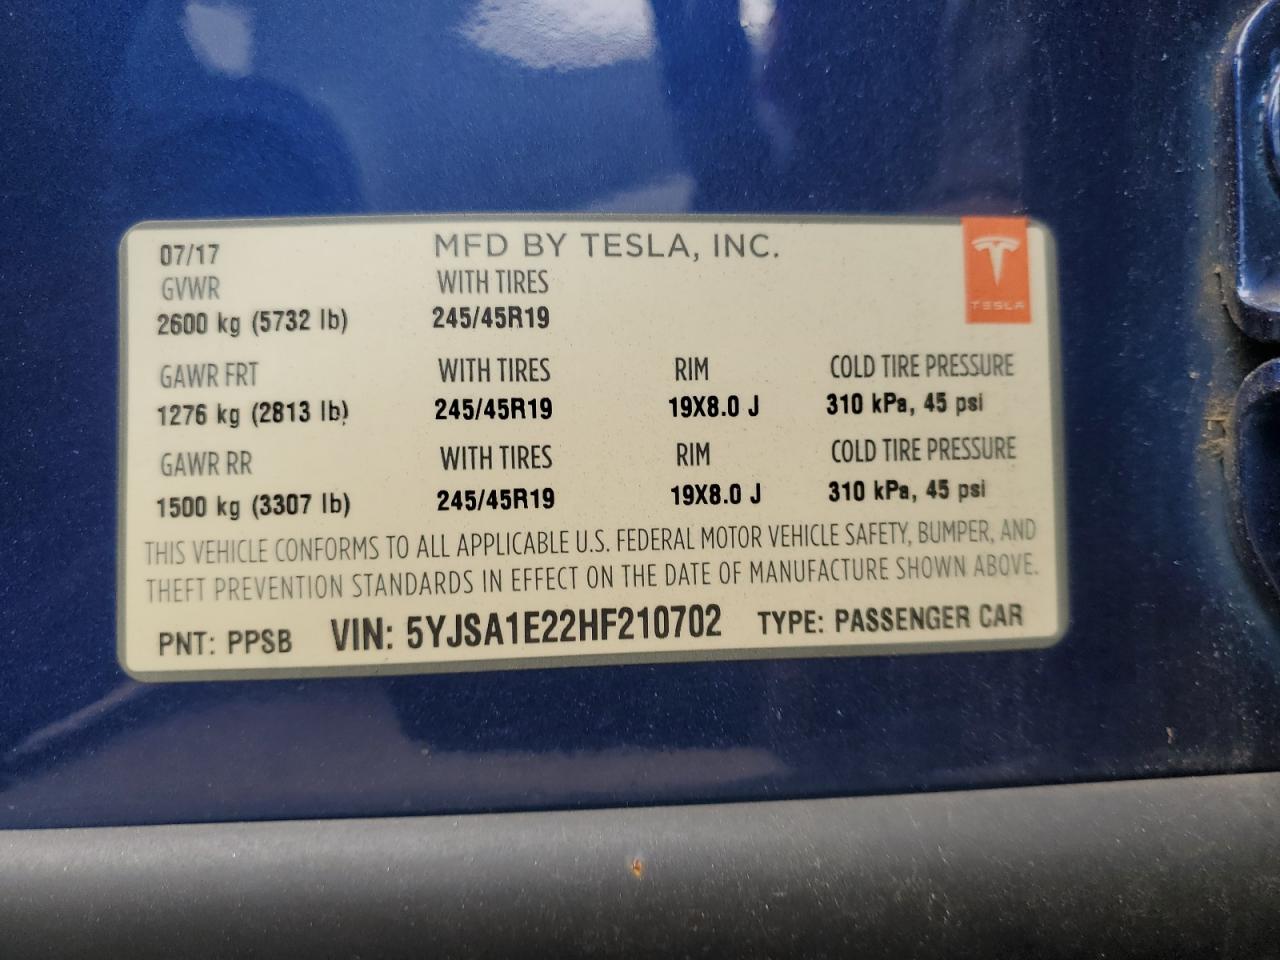 07/17 MFD BY TESLA, INC.
GVWR WITH TIRES
2600 kg (5732 lb) 245/45R19
TESLA
GAWR FRT WITH TIRES RIM COLD TIRE PRESSURE
1276 kg (2813 lb) 245/45R19 19X8.0 J 310 kPa, 45 psi
GAWR RR WITH TIRES RIM COLD TIRE PRESSURE
1500 kg (3307 lb) 245/45R19 19X8.0 J 310 kPa, 45 psi
THIS VEHICLE CONFORMS TO ALL APPLICABLE U.S. FEDERAL MOTOR VEHICLE SAFETY, BUMPER, AND
THEFT PREVENTION STANDARDS IN EFFECT ON THE DATE OF MANUFACTURE SHOWN ABOVE.
PNT: PPSB VIN: 5YJSA1E22HF210702 TYPE: PASSENGER CAR